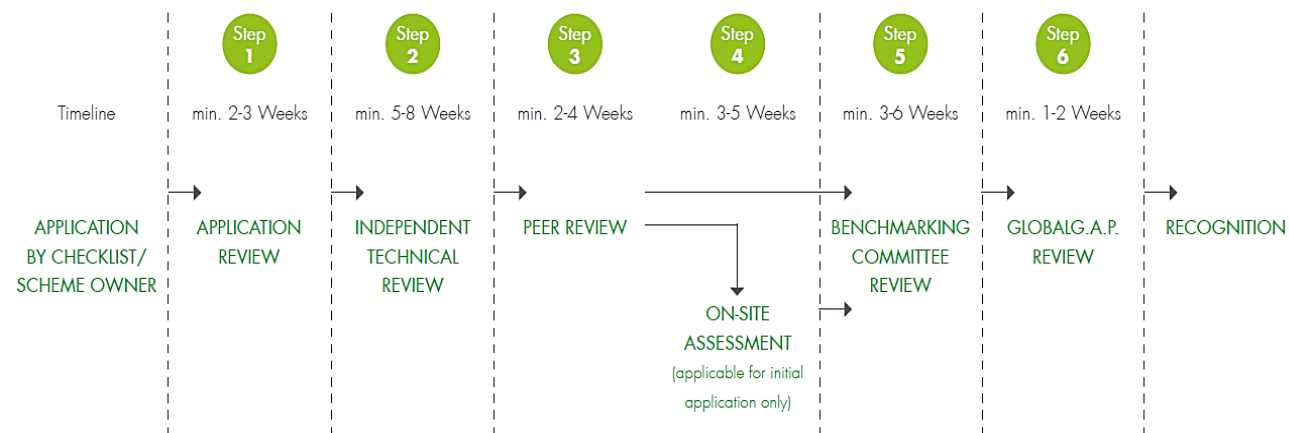 Step
1
Step
2
Step
3
Step
4
Step
5
Step
6
Timeline
min. 2-3 Weeks
min. 5-8 Weeks
min. 2-4 Weeks
min. 3-5 Weeks
min. 3-6 Weeks
min. 1-2 Weeks
APPLICATION
BY CHECKLIST/
SCHEME OWNER
APPLICATION
REVIEW
INDEPENDENT
TECHNICAL
REVIEW
PEER REVIEW
ON-SITE
ASSESSMENT
(applicable for initial
application only)
BENCHMARKING
COMMITTEE
REVIEW
GLOBALG.A.P.
REVIEW
RECOGNITION